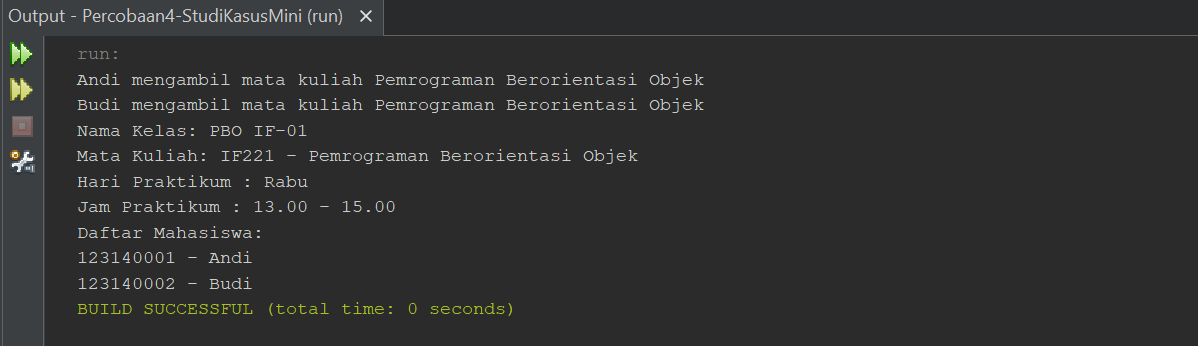 Output - Percobaan4-StudiKasusMini (run)
run:
Andi mengambil mata kuliah Pemrograman Berorientasi Objek
Budi mengambil mata kuliah Pemrograman Berorientasi Objek
Nama Kelas: PBO IF-01
Mata Kuliah: IF221 - Pemrograman Berorientasi Objek
Hari Praktikum : Rabu
Jam Praktikum : 13.00 - 15.00
Daftar Mahasiswa:
123140001 - Andi
123140002 - Budi
BUILD SUCCESSFUL (total time: 0 seconds)